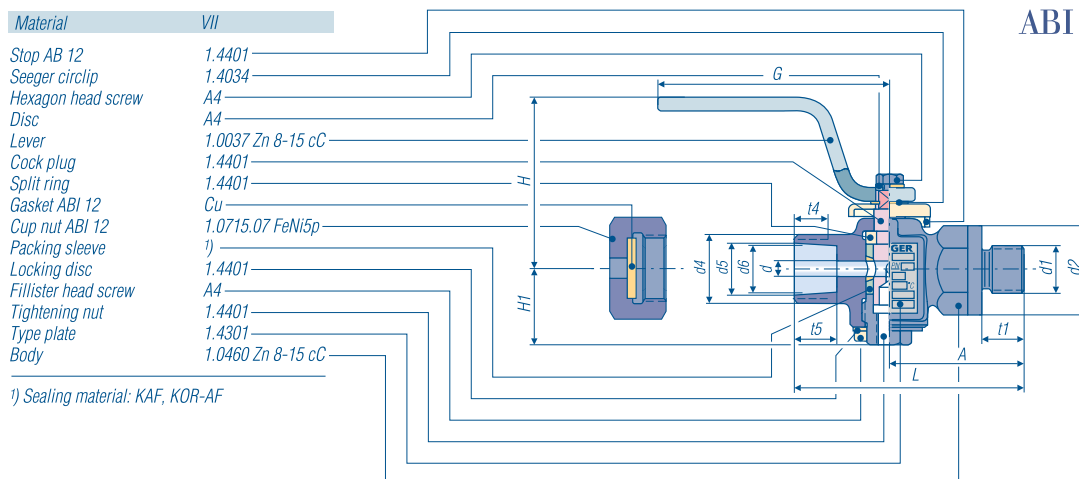 ABI
Material VII
Stop AB 12 1.4401
Seeger circlip 1.4034
Hexagon head screw A4
Disc A4
Lever 1.0037 Zn 8-15 cC
Cock plug 1.4401
Split ring 1.4401
Gasket ABI 12 Cu
Cup nut ABI 12 1.0715.07 FeNi5p
Packing sleeve 1)
Locking disc 1.4401
Fillister head screw A4
Tightening nut 1.4401
Type plate 1.4301
Body 1.0460 Zn 8-15 cC
1) Sealing material: KAF, KOR-AF
G
H
H1
t4
d4
d5
d6
d
t5
GER
°C
d1
d2
t1
A
L